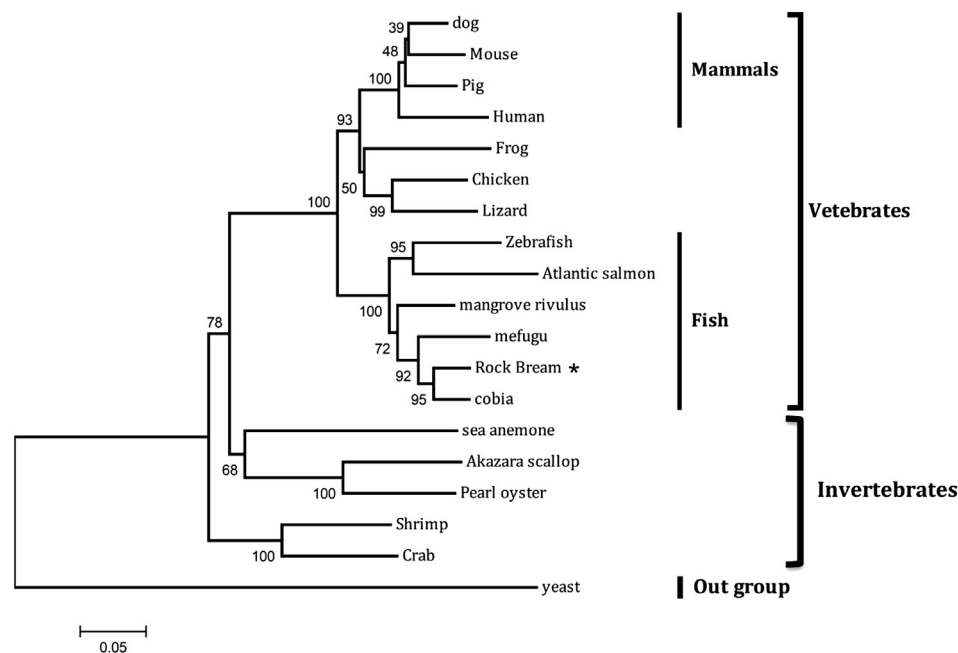 39
dog
48
Mouse
100
Pig
Mammals
Human
93
Frog
50
Chicken
99
Lizard
100
Vetebrates
95
Zebrafish
Atlantic salmon
100
mangrove rivulus
Fish
78
72
mefugu
92
Rock Bream *
95
cobia
sea anemone
68
Akazara scallop
100
Pearl oyster
Invertebrates
Shrimp
100
Crab
yeast
Out group
0.05